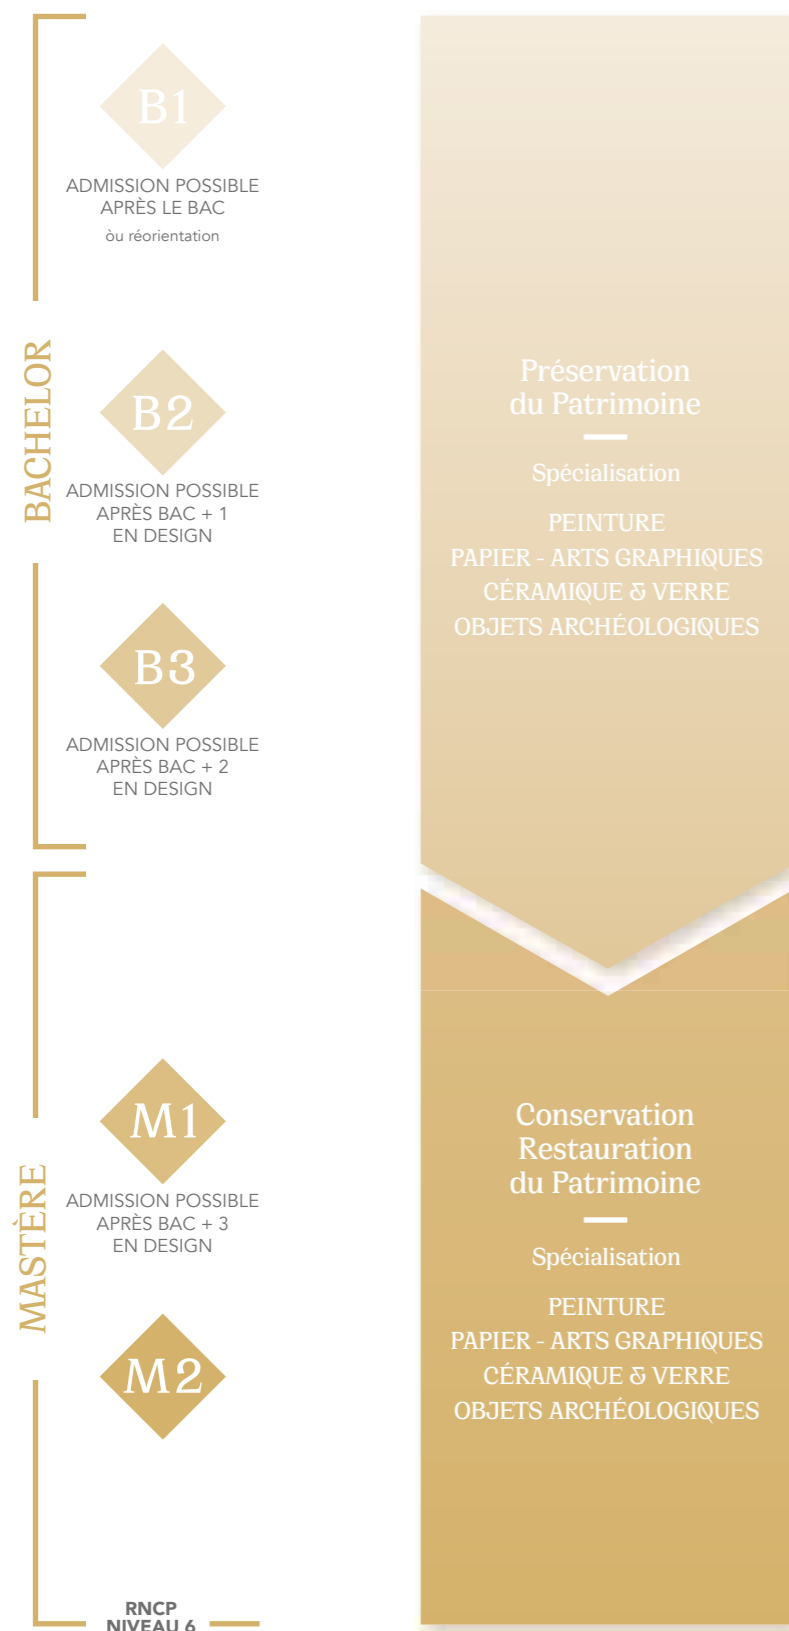 BACHELOR
B1
ADMISSION POSSIBLE
APRÈS LE BAC
òu réorientation
B2
ADMISSION POSSIBLE
APRÈS BAC + 1
EN DESIGN
B3
ADMISSION POSSIBLE
APRÈS BAC + 2
EN DESIGN
Préservation
du Patrimoine
Spécialisation
PEINTURE
PAPIER - ARTS GRAPHIQUES
CÉRAMIQUE & VERRE
OBJETS ARCHÉOLOGIQUES
MASTÈRE
M1
ADMISSION POSSIBLE
APRÈS BAC + 3
EN DESIGN
M2
Conservation
Restauration
du Patrimoine
Spécialisation
PEINTURE
PAPIER - ARTS GRAPHIQUES
CÉRAMIQUE & VERRE
OBJETS ARCHÉOLOGIQUES
RNCP
NIVEAU 6